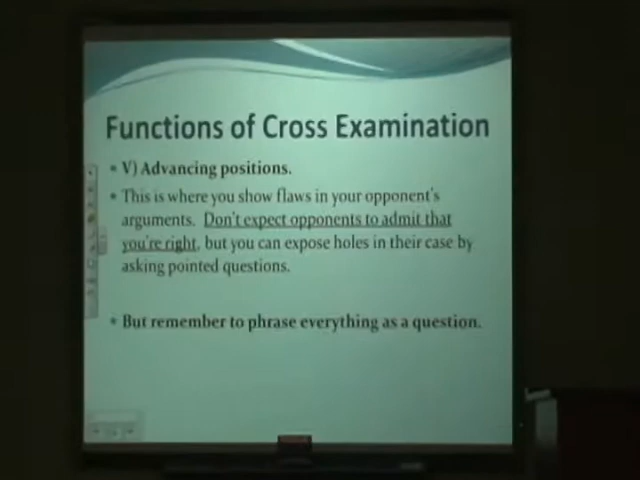 Functions of Cross Examination
V) Advancing positions.
This is where you show flaws in your opponent's
arguments. Don't expect opponents to admit that
you're right, but you can expose holes in their case by
asking pointed questions.
But remember to phrase everything as a question.